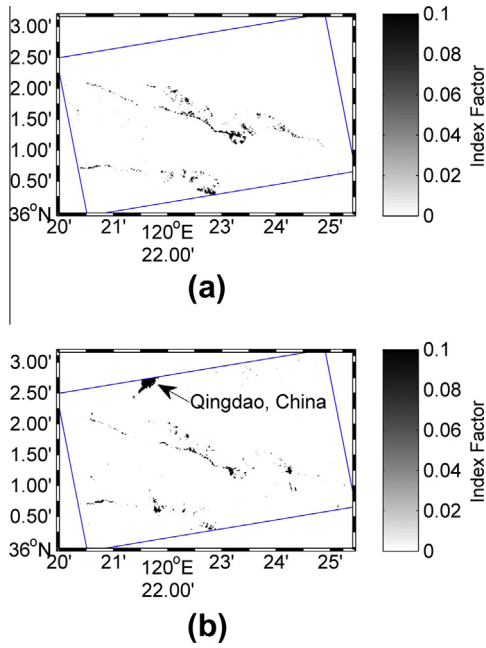 3.00'
2.50'
2.00'
1.50'
1.00'
0.50'
36°N
20' 21' 120°E 23' 24' 25'
22.00'
0.1
0.08
0.06
0.04
0.02
0
Index Factor
(a)
3.00'
2.50'
2.00'
1.50'
1.00'
0.50'
36°N
Qingdao, China
20' 21' 120°E 23' 24' 25'
22.00'
0.1
0.08
0.06
0.04
0.02
0
Index Factor
(b)